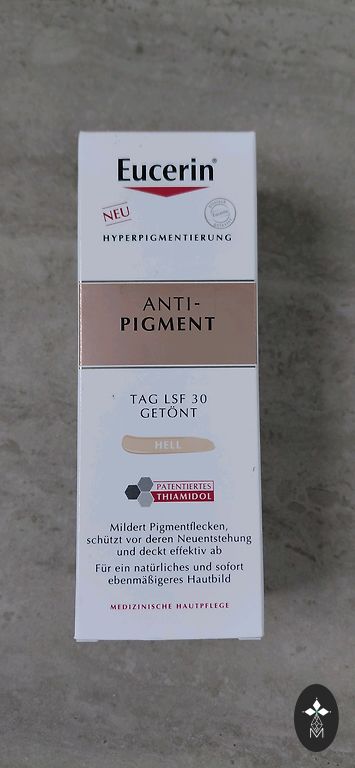 Eucerin®
NEU
HYPERPIGMENTIERUNG
ANTI-
PIGMENT
TAG LSF 30
GETÖNT
HELL
PATENTIERTES
THIAMIDOL
Mildert Pigmentflecken,
schützt vor deren Neuentstehung
und deckt effektiv ab
Für ein natürliches und sofort
ebenmäßigeres Hautbild
MEDIZINISCHE HAUTPFLEGE
M